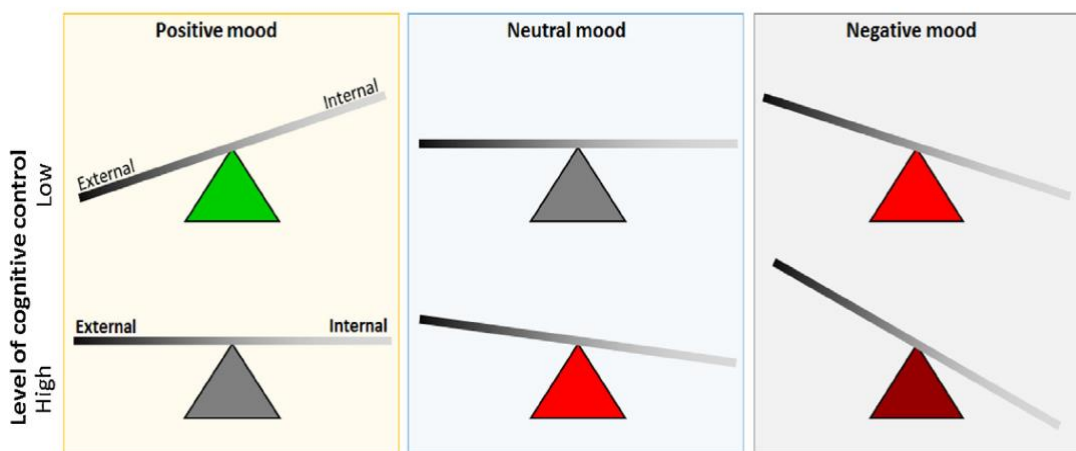 Positive mood
Neutral mood
Negative mood
Level of cognitive control
Low
External
Internal
High
External
Internal